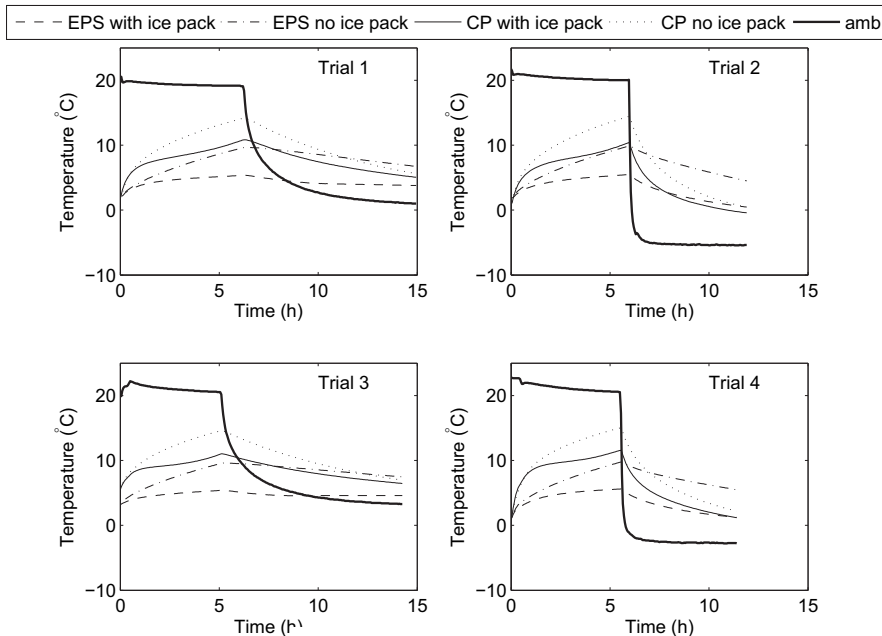 EPS with ice pack EPS no ice pack CP with ice pack CP no ice pack amb
Trial 1
20
10
0
−10
Temperature (°C)
0 5 10 15
Time (h)
Trial 2
20
10
0
−10
Temperature (°C)
0 5 10 15
Time (h)
Trial 3
20
10
0
−10
Temperature (°C)
0 5 10 15
Time (h)
Trial 4
20
10
0
−10
Temperature (°C)
0 5 10 15
Time (h)